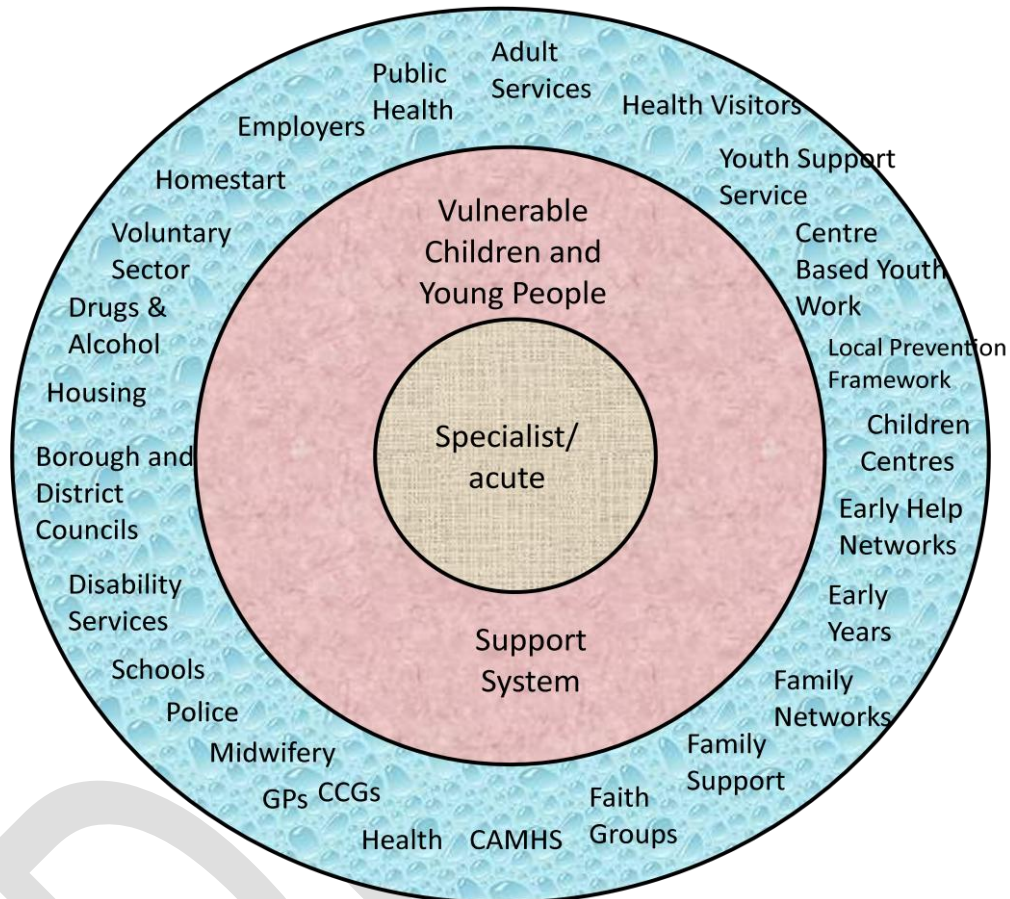 Adult
Services
Public
Health
Health Visitors
Employers
Youth Support
Service
Homestart
Voluntary
Sector
Vulnerable
Children and
Young People
Centre
Based Youth
Work
Drugs &
Alcohol
Local Prevention
Framework
Housing
Children
Centres
Specialist/
acute
Borough and
District
Councils
Early Help
Networks
Disability
Services
Early
Years
Support
System
Schools
Family
Networks
Police
Midwifery
Family
Support
GPs
CCGs
Faith
Groups
Health
CAMHS